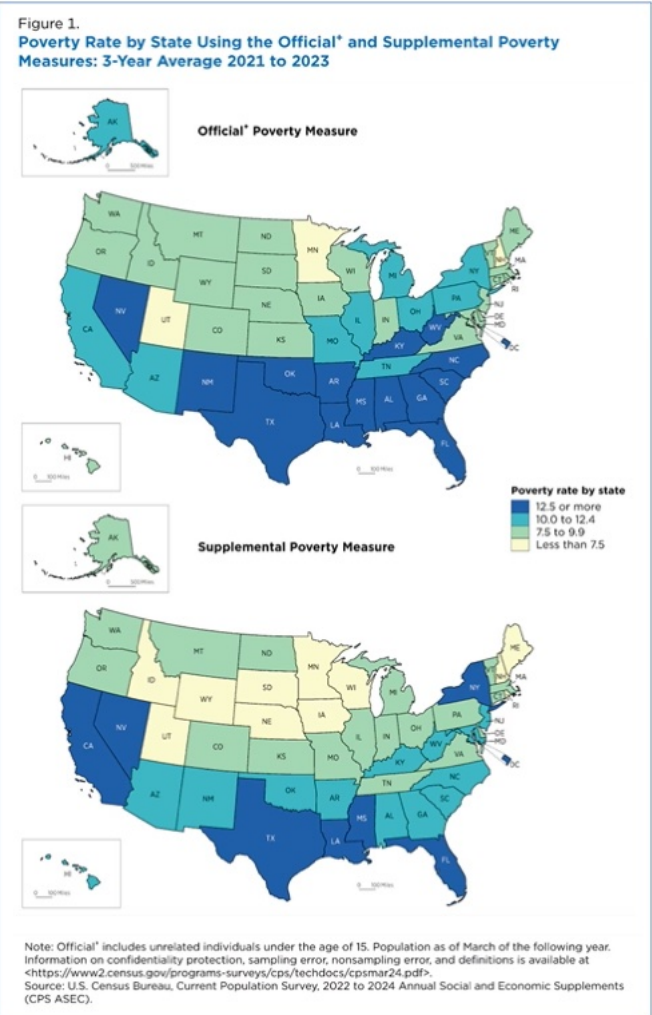 Figure 1.
Poverty Rate by State Using the Official⁺ and Supplemental Poverty
Measures: 3-Year Average 2021 to 2023
AK
Official⁺ Poverty Measure
WA
MT
ND
MN
ME
OR
ID
SD
WI
MI
NY
MA
RI
WY
IA
PA
NJ
NE
OH
DE
MD
NV
UT
CO
IL
IN
WV
VA
DC
CA
KS
MO
KY
NC
AZ
NM
OK
AR
TN
SC
MS
AL
GA
TX
LA
FL
HI
Poverty rate by state
12.5 or more
10.0 to 12.4
7.5 to 9.9
Less than 7.5
AK
Supplemental Poverty Measure
WA
MT
ND
MN
ME
OR
ID
SD
WI
MI
NY
MA
RI
WY
IA
PA
NJ
NE
OH
DE
MD
NV
UT
CO
IL
IN
WV
VA
DC
CA
KS
MO
KY
NC
AZ
NM
OK
AR
TN
SC
MS
AL
GA
TX
LA
FL
HI
Note: Official⁺ includes unrelated individuals under the age of 15. Population as of March of the following year.
Information on confidentiality protection, sampling error, nonsampling error, and definitions is available at
<https://www2.census.gov/programs-surveys/cps/techdocs/cpsmar24.pdf>.
Source: U.S. Census Bureau, Current Population Survey, 2022 to 2024 Annual Social and Economic Supplements
(CPS ASEC).